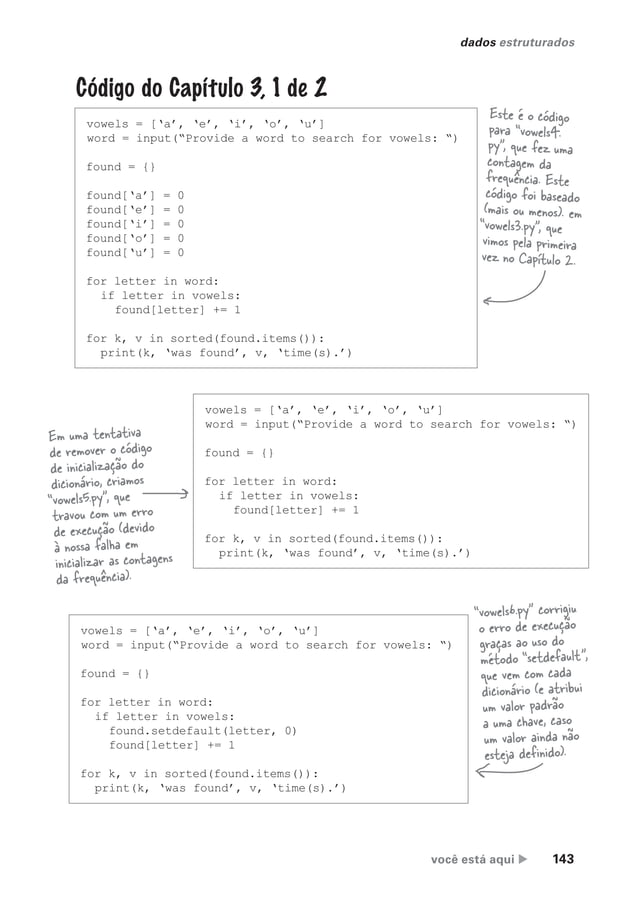 dados estruturados
Código do Capítulo 3, 1 de 2
vowels = [‘a’, ‘e’, ‘i’, ‘o’, ‘u’]
word = input(“Provide a word to search for vowels: “)
found = {}
found[‘a’] = 0
found[‘e’] = 0
found[‘i’] = 0
found[‘o’] = 0
found[‘u’] = 0
for letter in word:
  if letter in vowels:
    found[letter] += 1
for k, v in sorted(found.items()):
  print(k, ‘was found’, v, ‘time(s).’)
Este é o código
para “vowels4.
py”, que fez uma
contagem da
frequência. Este
código foi baseado
(mais ou menos). em
“vowels3.py”, que
vimos pela primeira
vez no Capítulo 2.
Em uma tentativa
de remover o código
de inicialização do
dicionário, criamos
“vowels5.py”, que
travou com um erro
de execução (devido
à nossa falha em
inicializar as contagens
da frequência).
vowels = [‘a’, ‘e’, ‘i’, ‘o’, ‘u’]
word = input(“Provide a word to search for vowels: “)
found = {}
for letter in word:
  if letter in vowels:
    found[letter] += 1
for k, v in sorted(found.items()):
  print(k, ‘was found’, v, ‘time(s).’)
vowels = [‘a’, ‘e’, ‘i’, ‘o’, ‘u’]
word = input(“Provide a word to search for vowels: “)
found = {}
for letter in word:
  if letter in vowels:
    found.setdefault(letter, 0)
    found[letter] += 1
for k, v in sorted(found.items()):
  print(k, ‘was found’, v, ‘time(s).’)
“vowels6.py” corrigiu
o erro de execução
graças ao uso do
método “setdefault”,
que vem com cada
dicionário (e atribui
um valor padrão
a uma chave, caso
um valor ainda não
esteja definido).
você está aqui ▶ 143